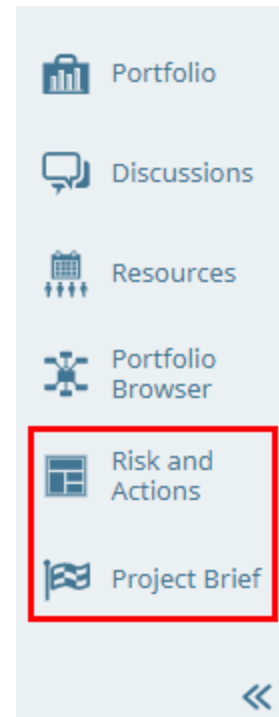 Portfolio
Discussions
Resources
Portfolio
Browser
Risk and
Actions
Project Brief